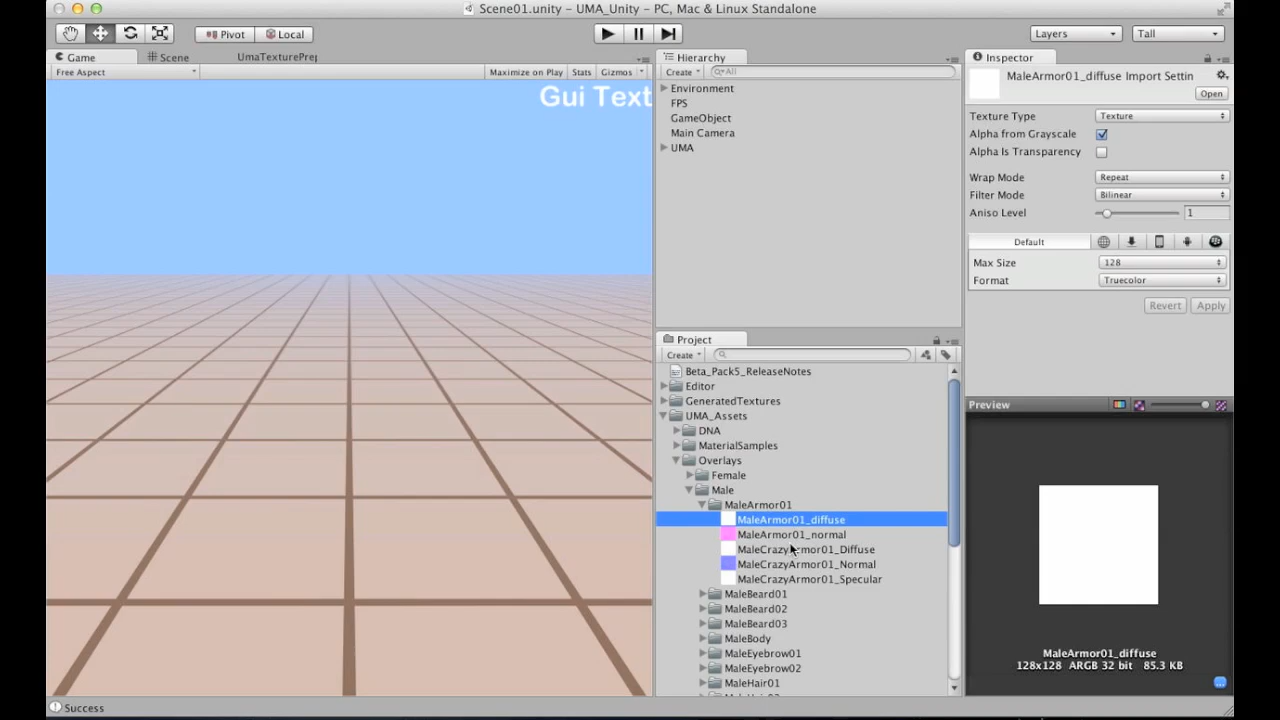 Scene01.unity – UMA_Unity – PC, Mac & Linux Standalone
Pivot
Local
Layers
Tall
Game
Scene
UmaTexturePrep
Free Aspect
Maximize on Play
Stats
Gizmos
Gui Text
Hierarchy
Create
All
Environment
FPS
GameObject
Main Camera
UMA
Project
Create
Beta_Pack5_ReleaseNotes
Editor
GeneratedTextures
UMA_Assets
DNA
MaterialSamples
Overlays
Female
Male
MaleArmor01
MaleArmor01_diffuse
MaleArmor01_normal
MaleCrazyArmor01_Diffuse
MaleCrazyArmor01_Normal
MaleCrazyArmor01_Specular
MaleBeard01
MaleBeard02
MaleBeard03
MaleBody
MaleEyebrow01
MaleEyebrow02
MaleHair01
Inspector
MaleArmor01_diffuse Import Settin
Open
Texture Type
Texture
Alpha from Grayscale
Alpha Is Transparency
Wrap Mode
Repeat
Filter Mode
Bilinear
Aniso Level
1
Default
Max Size
128
Format
Truecolor
Revert
Apply
Preview
MaleArmor01_diffuse
128x128 ARGB 32 bit 85.3 KB
Success